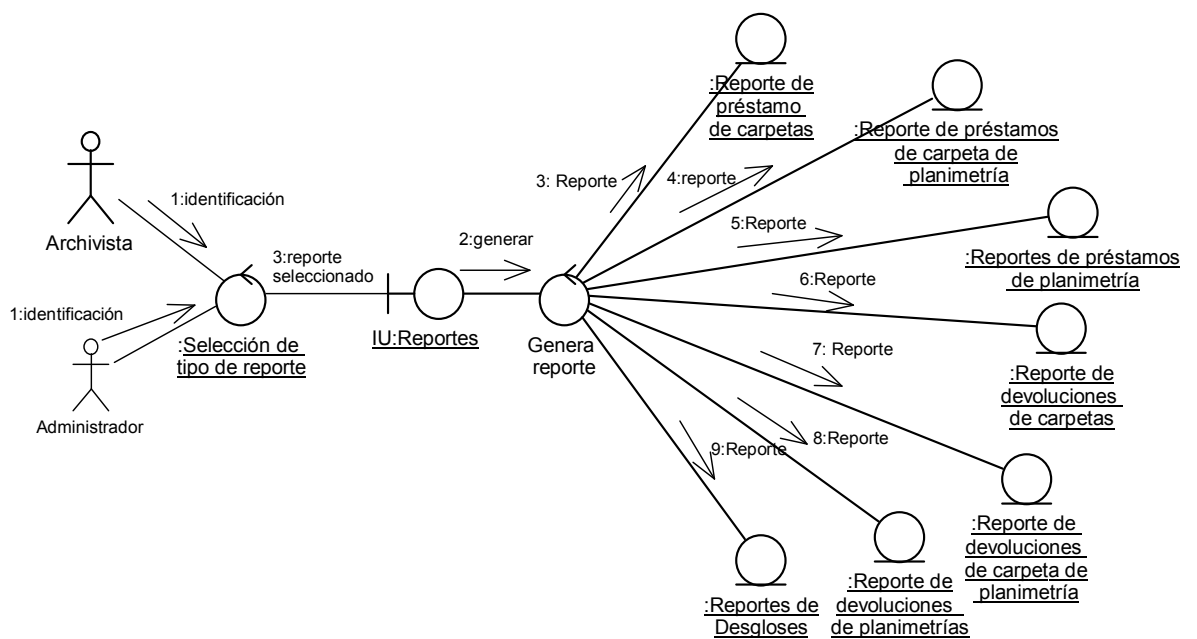 :Reporte de
préstamo
de carpetas
:Reporte de préstamos
de carpeta de
planimetría
3: Reporte
4:reporte
1:identificación
Archivista
5:Reporte
:Reportes de préstamos
de planimetría
2:generar
3:reporte
seleccionado
6:Reporte
1:identificación
:Selección de
tipo de reporte
IU:Reportes
Genera
reporte
7: Reporte
:Reporte de
devoluciones
de carpetas
Administrador
8:Reporte
9:Reporte
:Reporte de
devoluciones
de carpeta de
planimetría
:Reporte de
devoluciones
de planimetrías
:Reportes de
Desgloses